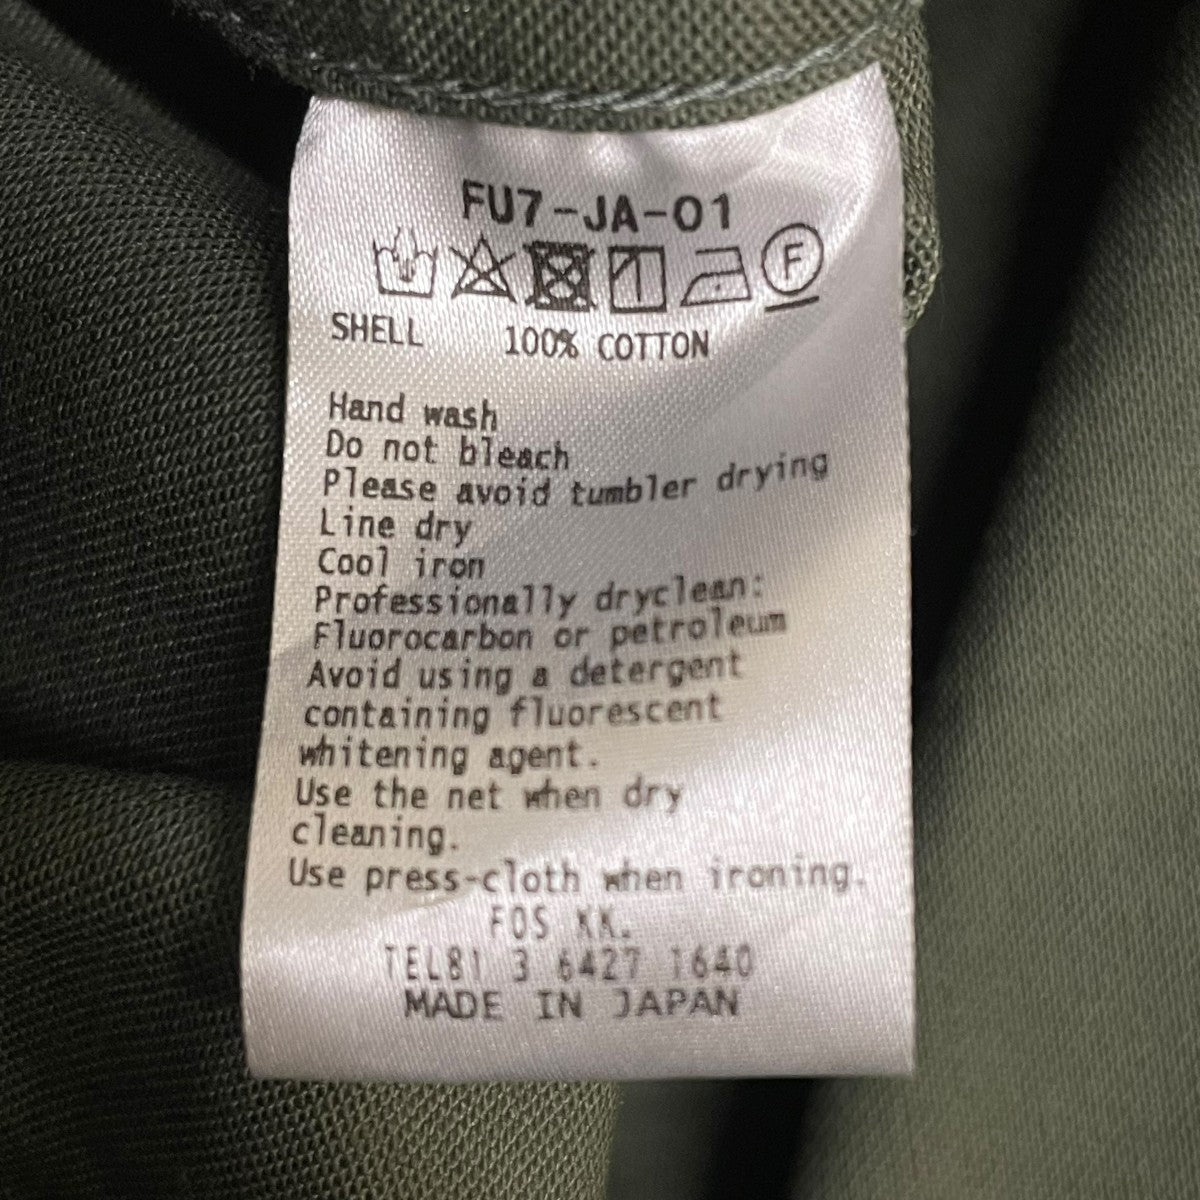 FU7-JA-01
F
SHELL 100% COTTON
Hand wash
Do not bleach
Please avoid tumbler drying
Line dry
Cool iron
Professionally dryclean:
Fluorocarbon or petroleum
Avoid using a detergent
containing fluorescent
whitening agent.
Use the net when dry
cleaning.
Use press-cloth when ironing.
FOS KK.
TEL81 3 6427 1640
MADE IN JAPAN